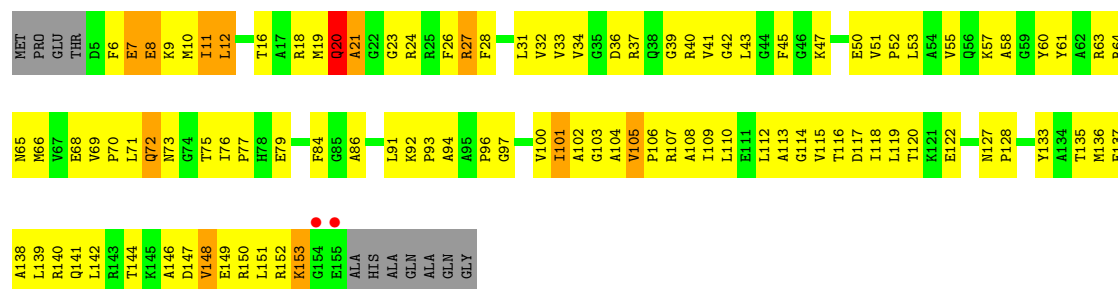 MET PRO GLU THR D5 F6 E7 E8 K9 M10 I11 L12 T16 A17 R18 M19 Q20 A21 G22 G23 R24 R25 F26 R27 F28 L31 V32 V33 V34 G35 D36 R37 Q38 G39 R40 V41 G42 L43 G44 F45 G46 K47 E50 V51 P52 L53 A54 V55 Q56 K57 A58 G59 Y60 Y61 A62 R63 R64
N65 M66 V67 E68 V69 P70 L71 Q72 N73 G74 T75 I76 P77 H78 E79 F84 G85 A86 L91 K92 P93 A94 A95 P96 G97 V100 I101 A102 G103 A104 V105 P106 R107 A108 I109 L110 E111 L112 A113 G114 V115 T116 D117 I118 L119 T120 K121 E122 N127 P128 Y133 A134 T135 M136 E137
A138 L139 R140 Q141 L142 R143 T144 K145 A146 D147 V148 E149 R150 L151 R152 K153 G154 E155 ALA HIS ALA GLN ALA GLN GLY